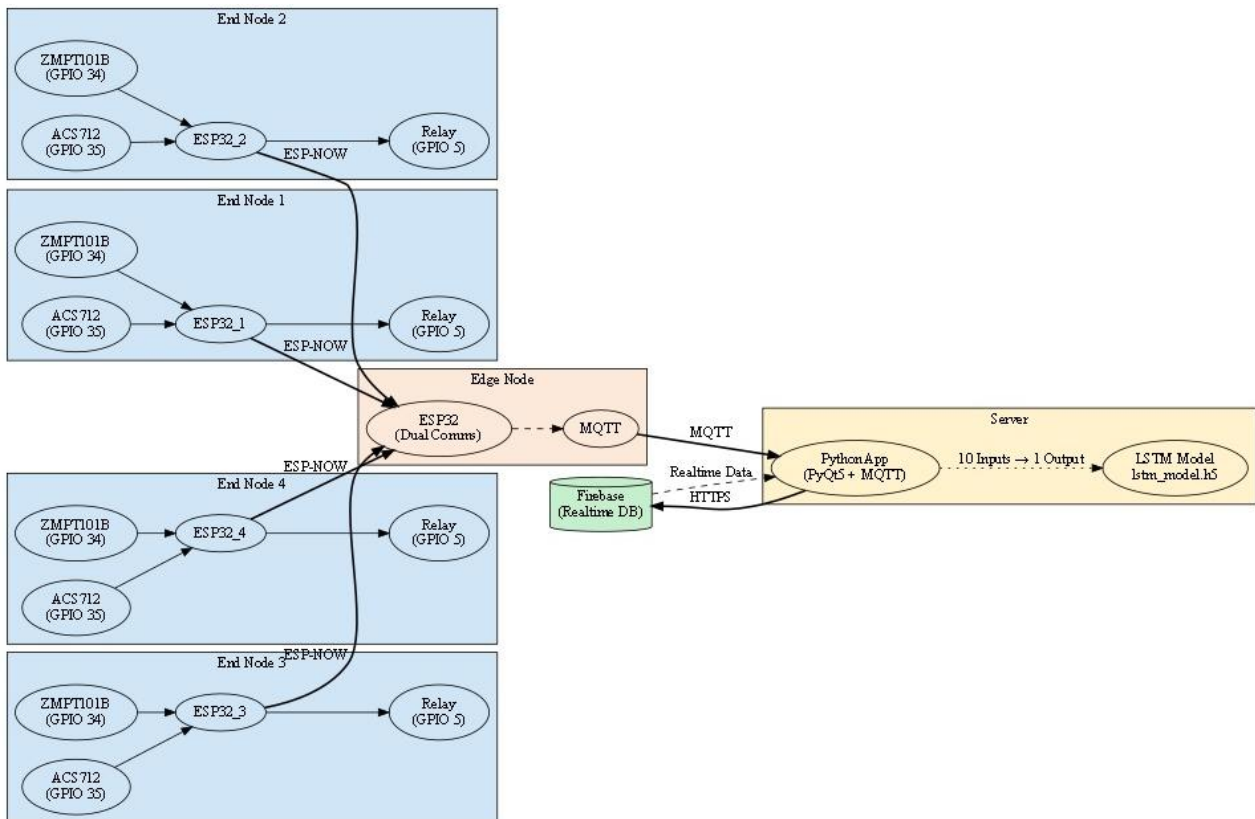 End Node 2
ZMPT101B
(GPIO 34)
ACS712
(GPIO 35)
ESP32_2
Relay
(GPIO 5)
ESP-NOW
End Node 1
ZMPT101B
(GPIO 34)
ACS712
(GPIO 35)
ESP32_1
Relay
(GPIO 5)
ESP-NOW
Edge Node
ESP32
(Dual Comms)
MQTT
MQTT
Server
Python App
(PyQt5 + MQTT)
10 Inputs → 1 Output
LSTM Model
lstm_model.h5
Realtime Data
HTTPS
Firebase
(Realtime DB)
ESP-NOW
End Node 4
ZMPT101B
(GPIO 34)
ACS712
(GPIO 35)
ESP32_4
Relay
(GPIO 5)
ESP-NOW
End Node 3
ZMPT101B
(GPIO 34)
ACS712
(GPIO 35)
ESP32_3
Relay
(GPIO 5)